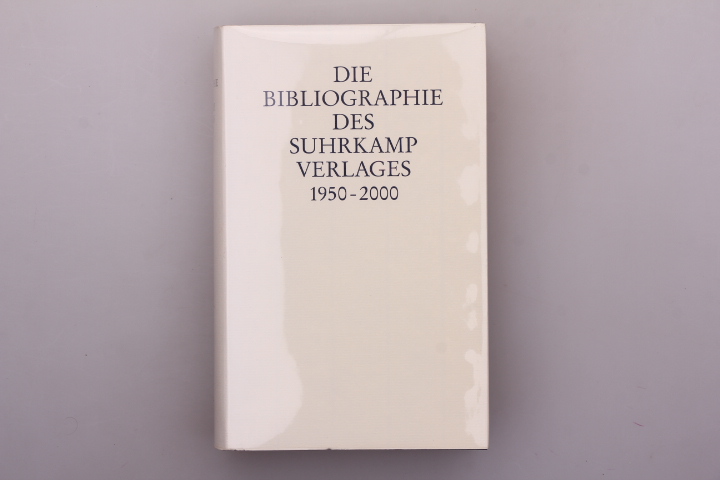 DIE
BIBLIOGRAPHIE
DES
SUHRKAMP
VERLAGES
1950-2000